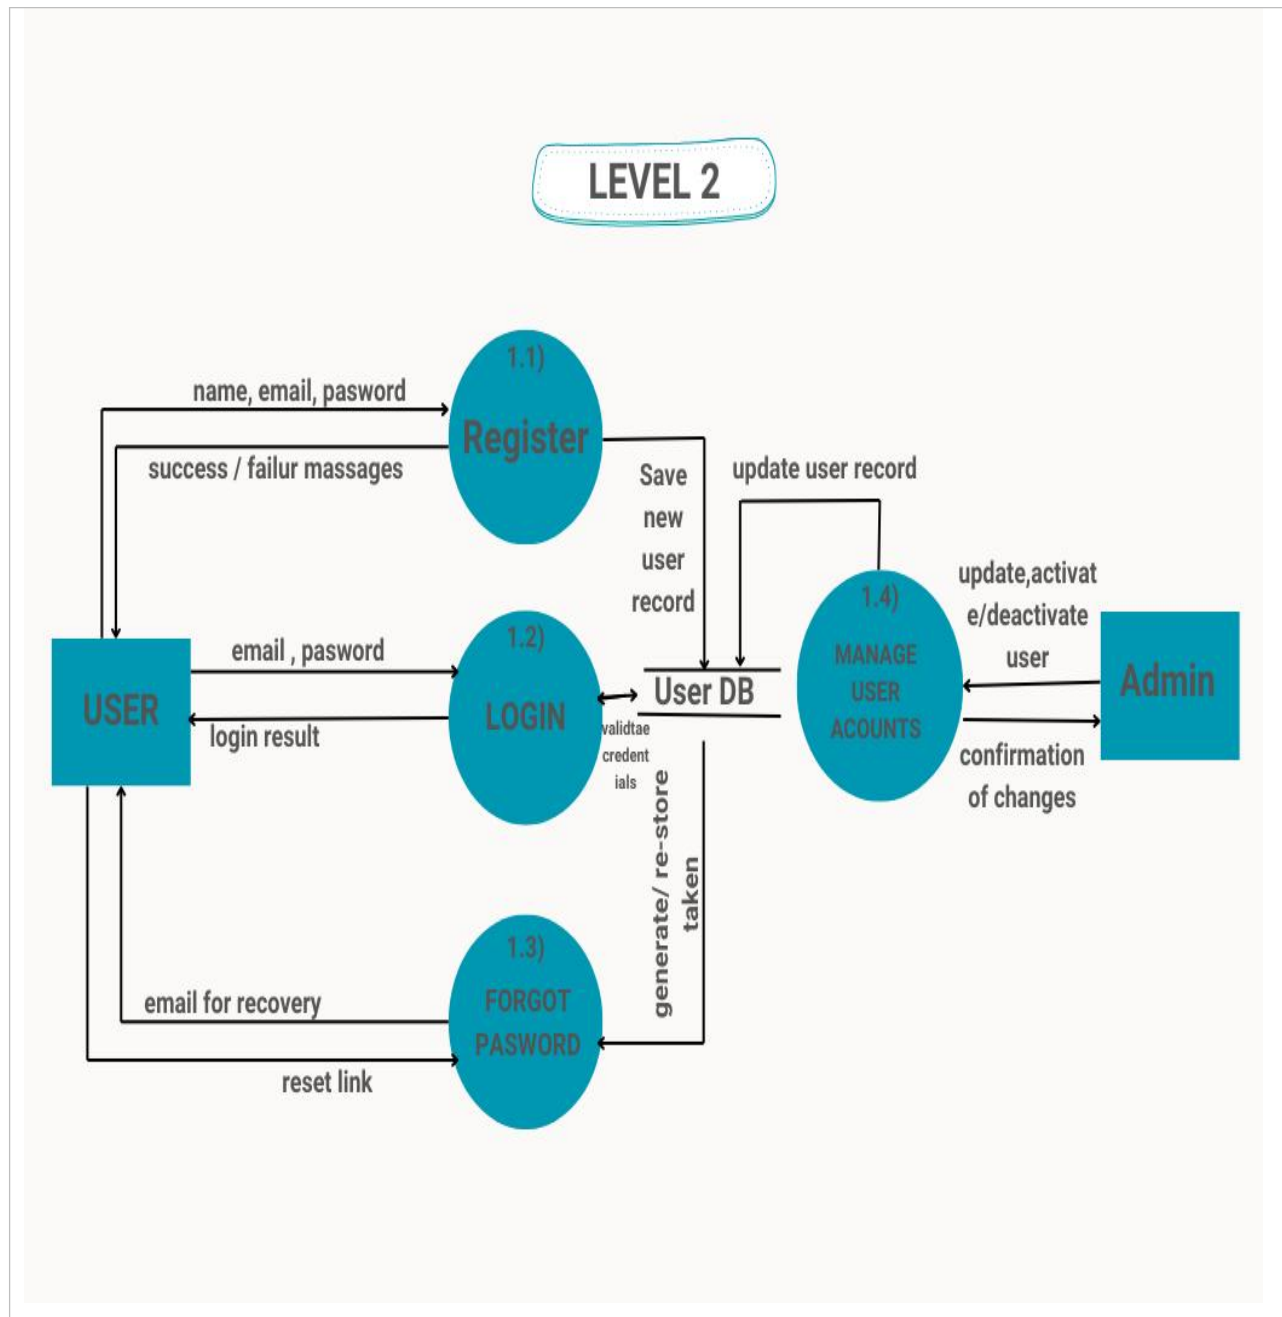 LEVEL 2
1.1)
Register
name, email, pasword
success / failur massages
Save
new
user
record
update user record
1.2)
LOGIN
email , pasword
login result
USER
User DB
validtae
credent
ials
1.4)
MANAGE
USER
ACOUNTS
update,activat
e/deactivate
user
Admin
confirmation
of changes
generate/ re-store
taken
1.3)
FORGOT
PASWORD
email for recovery
reset link